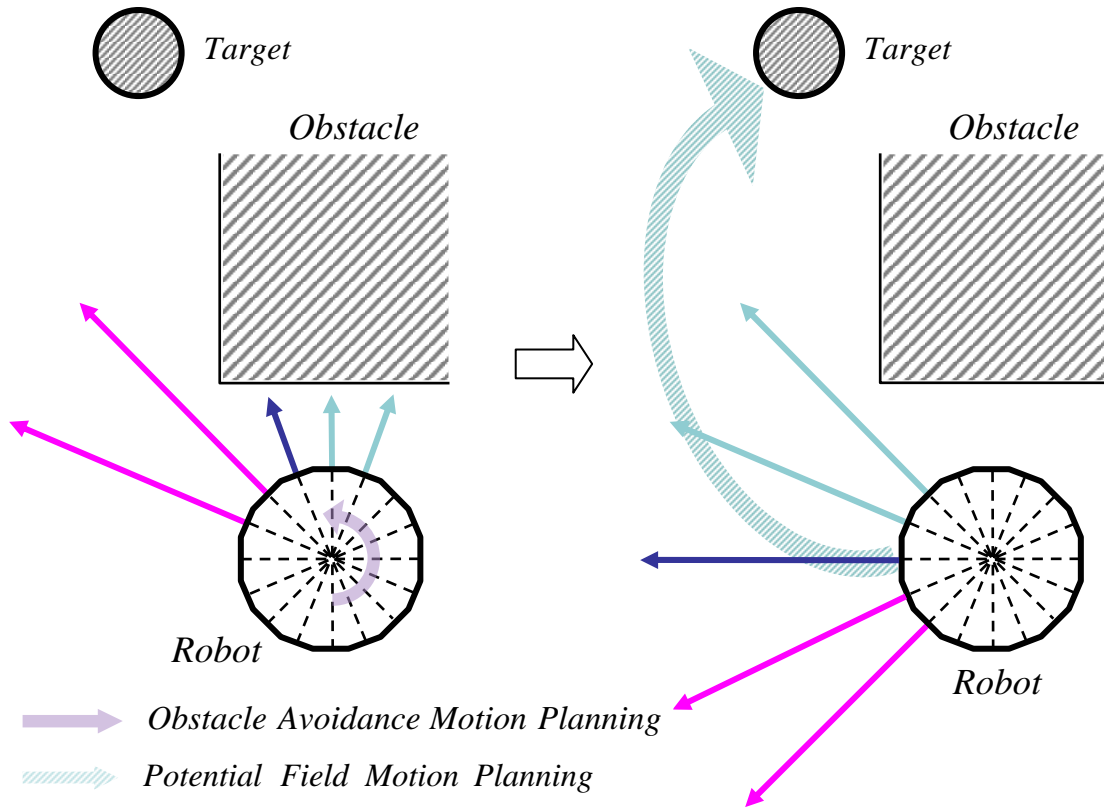 Target
Obstacle
Robot
Target
Obstacle
Robot
Obstacle Avoidance Motion Planning
Potential Field Motion Planning